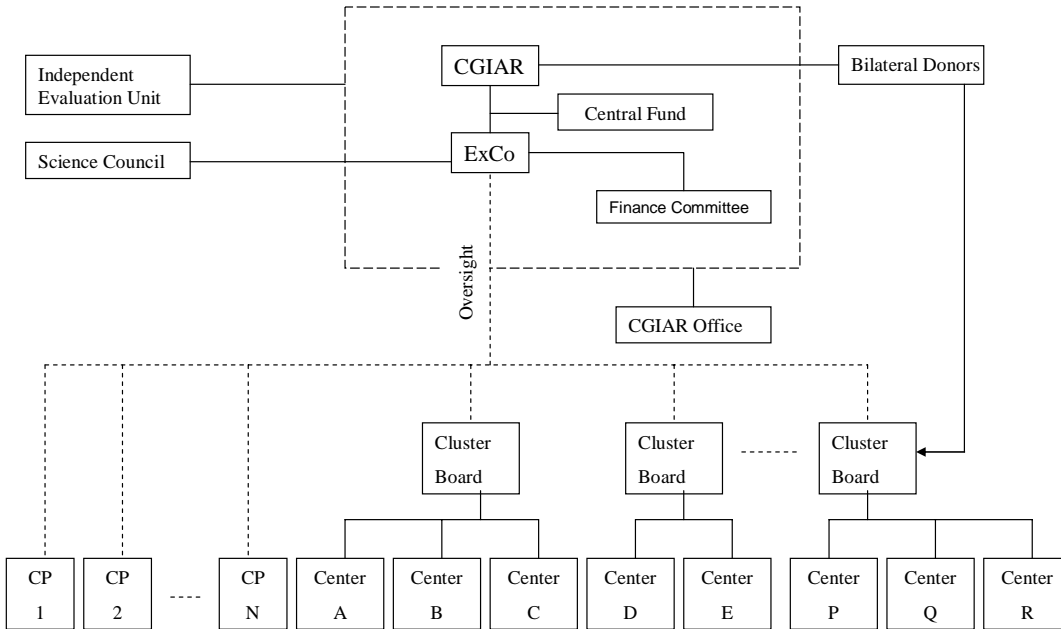 CGIAR
Bilateral Donors
Independent
Evaluation Unit
Central Fund
Science Council
ExCo
Finance Committee
Oversight
CGIAR Office
Cluster
Board
Cluster
Board
Cluster
Board
CP
1
CP
2
CP
N
Center
A
Center
B
Center
C
Center
D
Center
E
Center
P
Center
Q
Center
R